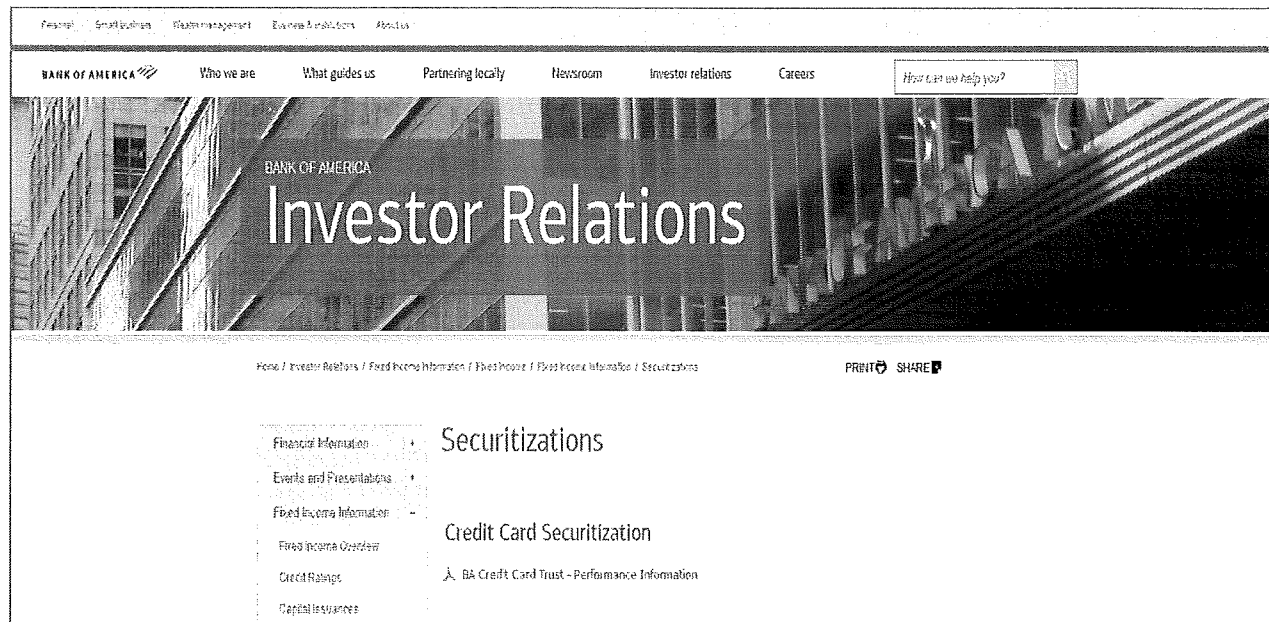 Personal Small business Wealth management Business & institutions About us
BANK OF AMERICA Who we are What guides us Partnering locally Newsroom Investor relations Careers How can we help you?
BANK OF AMERICA
Investor Relations
Home / Investor Relations / Fixed Income Information / Fixed Income / Fixed Income Information / Securitizations
PRINT SHARE
Financial Information +
Securitizations
Events and Presentations +
Fixed Income Information -
Credit Card Securitization
Fixed Income Overview
Credit Ratings
BA Credit Card Trust - Performance Information
Capital Issuances